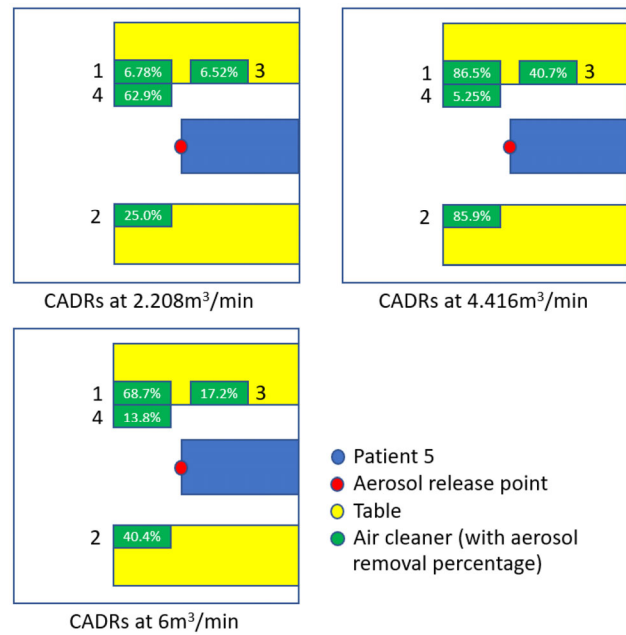 1 6.78% 6.52% 3
4 62.9%
2 25.0%
CADRs at 2.208m³/min
1 86.5% 40.7% 3
4 5.25%
2 85.9%
CADRs at 4.416m³/min
1 68.7% 17.2% 3
4 13.8%
2 40.4%
CADRs at 6m³/min
Patient 5
Aerosol release point
Table
Air cleaner (with aerosol
removal percentage)